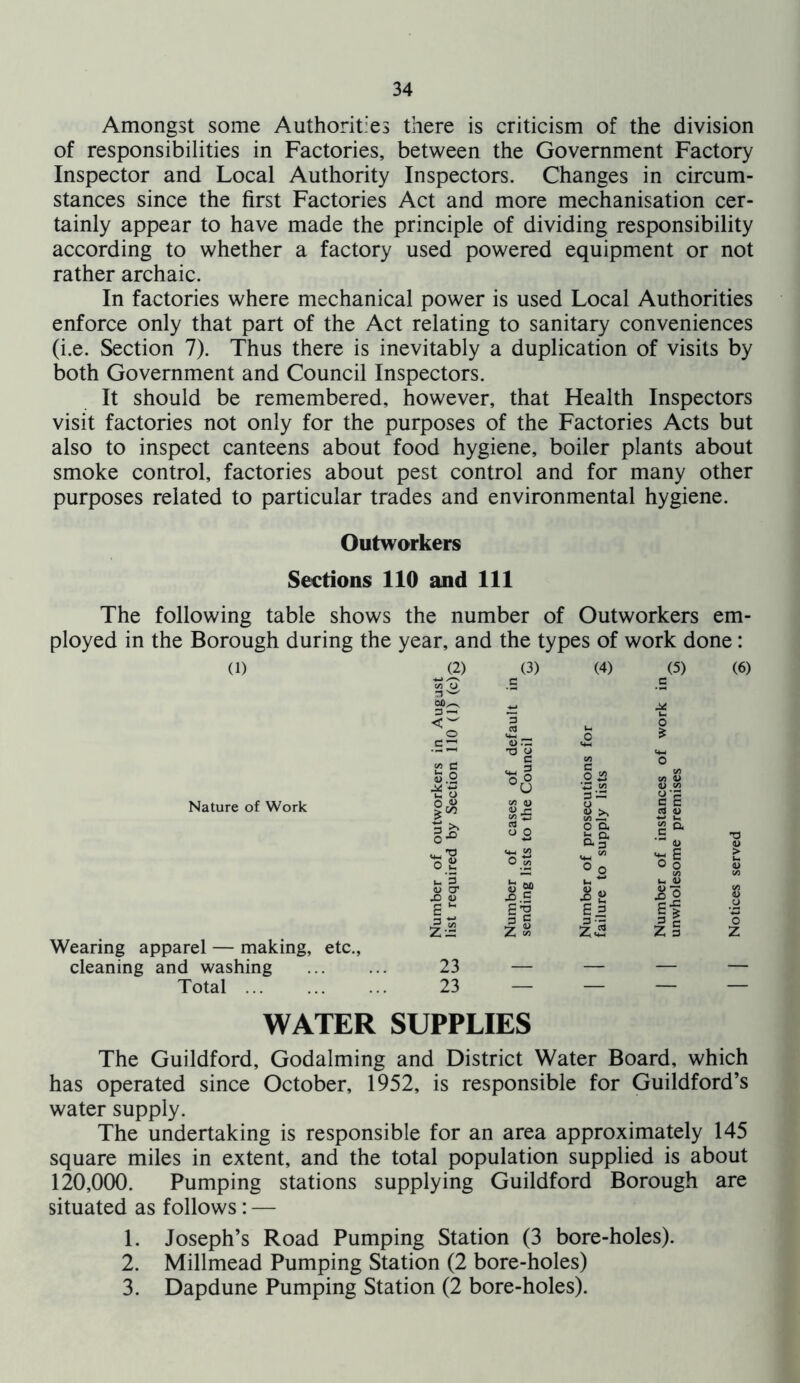 34
Amongst some Authorit:es there is criticism of the division
of responsibilities in Factories, between the Government Factory
Inspector and Local Authority Inspectors. Changes in circum-
stances since the first Factories Act and more mechanisation cer-
tainly appear to have made the principle of dividing responsibility
according to whether a factory used powered equipment or not
rather archaic.
In factories where mechanical power is used Local Authorities
enforce only that part of the Act relating to sanitary conveniences
(i.e. Section 7). Thus there is inevitably a duplication of visits by
both Government and Council Inspectors.
It should be remembered, however, that Health Inspectors
visit factories not only for the purposes of the Factories Acts but
also to inspect canteens about food hygiene, boiler plants about
smoke control, factories about pest control and for many other
purposes related to particular trades and environmental hygiene.
Outworkers
Sections 110 and 111
The following table shows the number of Outworkers em-
ployed in the Borough during the year, and the types of work done:
(1) (2) (3) (4) (5) (6)
Nature of Work
Number of outworkers in August
list required by Section 110 (1) (c)
Number of cases of default in
sending lists to the Council
Number of prosecutions for
failure to supply lists
Number of instances of work in
unwholesome premises
Notices served
Wearing apparel — making, etc.,
cleaning and washing ... ... 23 — — — —
Total ... ... ... 23 — — — —
WATER SUPPLIES
The Guildford, Godalming and District Water Board, which
has operated since October, 1952, is responsible for Guildford's
water supply.
The undertaking is responsible for an area approximately 145
square miles in extent, and the total population supplied is about
120,000. Pumping stations supplying Guildford Borough are
situated as follows: —
1. Joseph's Road Pumping Station (3 bore-holes).
2. Millmead Pumping Station (2 bore-holes)
3. Dapdune Pumping Station (2 bore-holes).